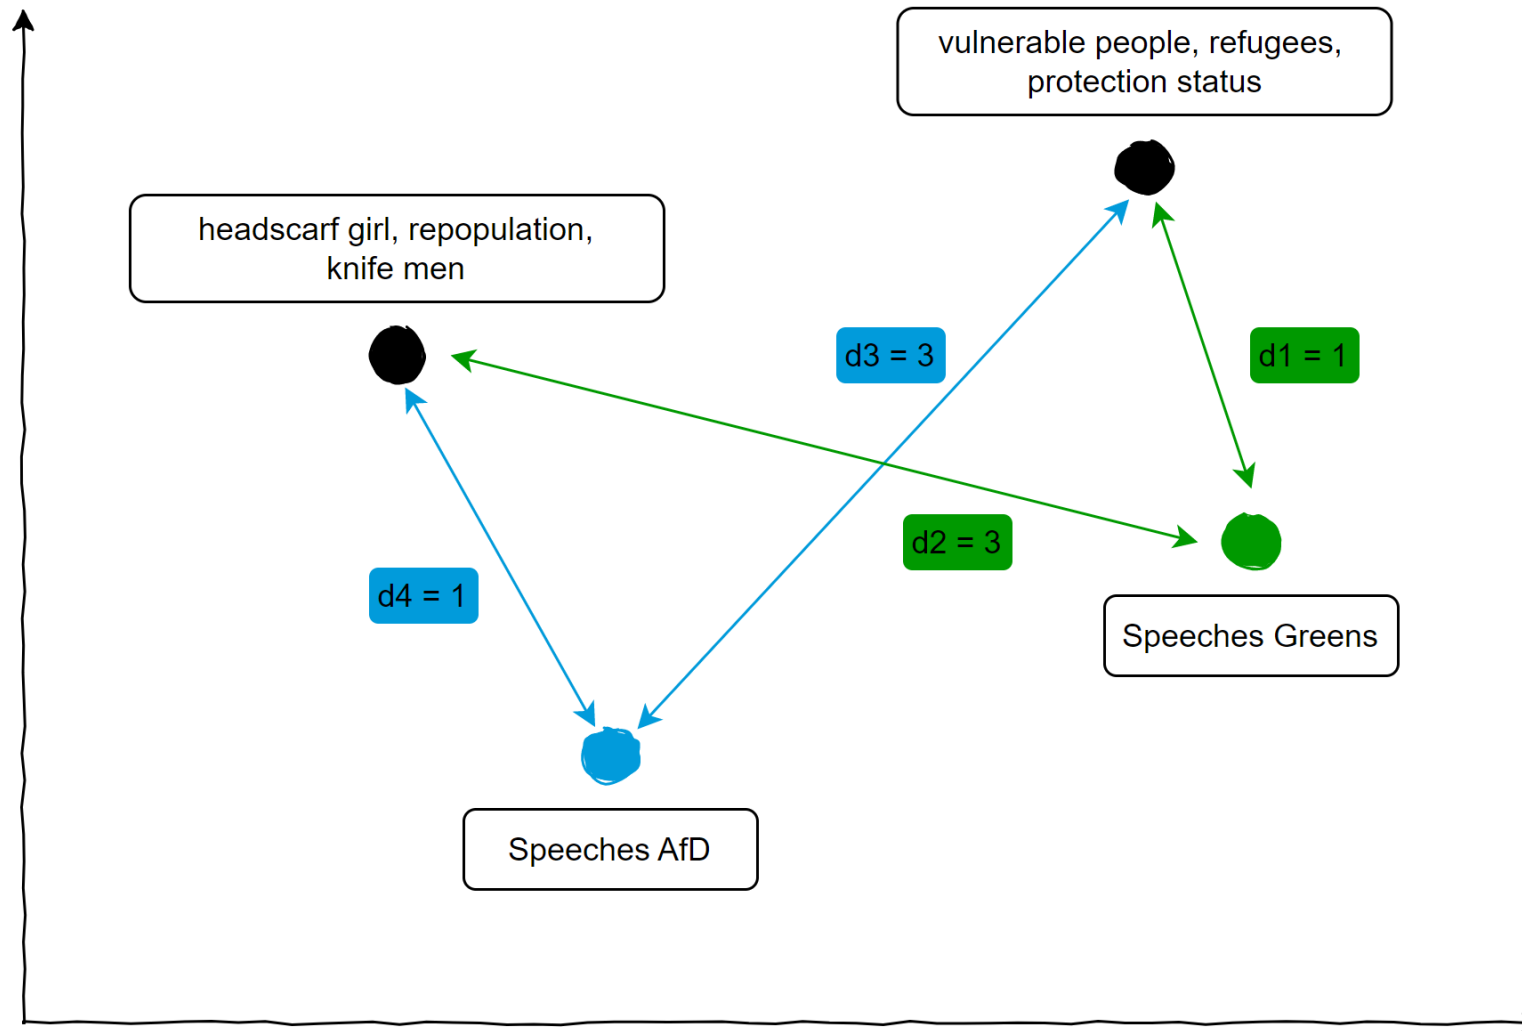 vulnerable people, refugees,
protection status
headscarf girl, repopulation,
knife men
d3 = 3
d1 = 1
d2 = 3
d4 = 1
Speeches Greens
Speeches AfD